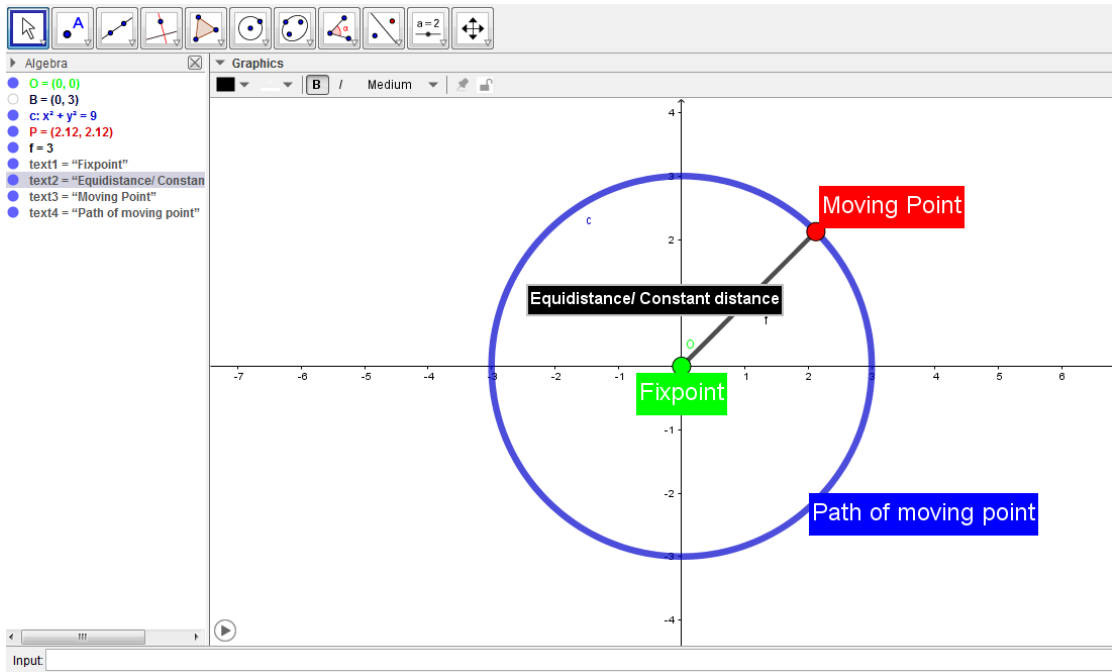 A
α
a=2
Algebra
Graphics
O = (0, 0)
B = (0, 3)
c: x² + y² = 9
P = (2.12, 2.12)
f = 3
text1 = “Fixpoint”
text2 = “Equidistance/ Constan
text3 = “Moving Point”
text4 = “Path of moving point”
B I Medium
4
3
Moving Point
c
2
Equidistance/ Constant distance
f
O
-7 -6 -5 -4 -3 -2 -1 1 2 3 4 5 6
Fixpoint
-1
-2
Path of moving point
-3
-4
Input: